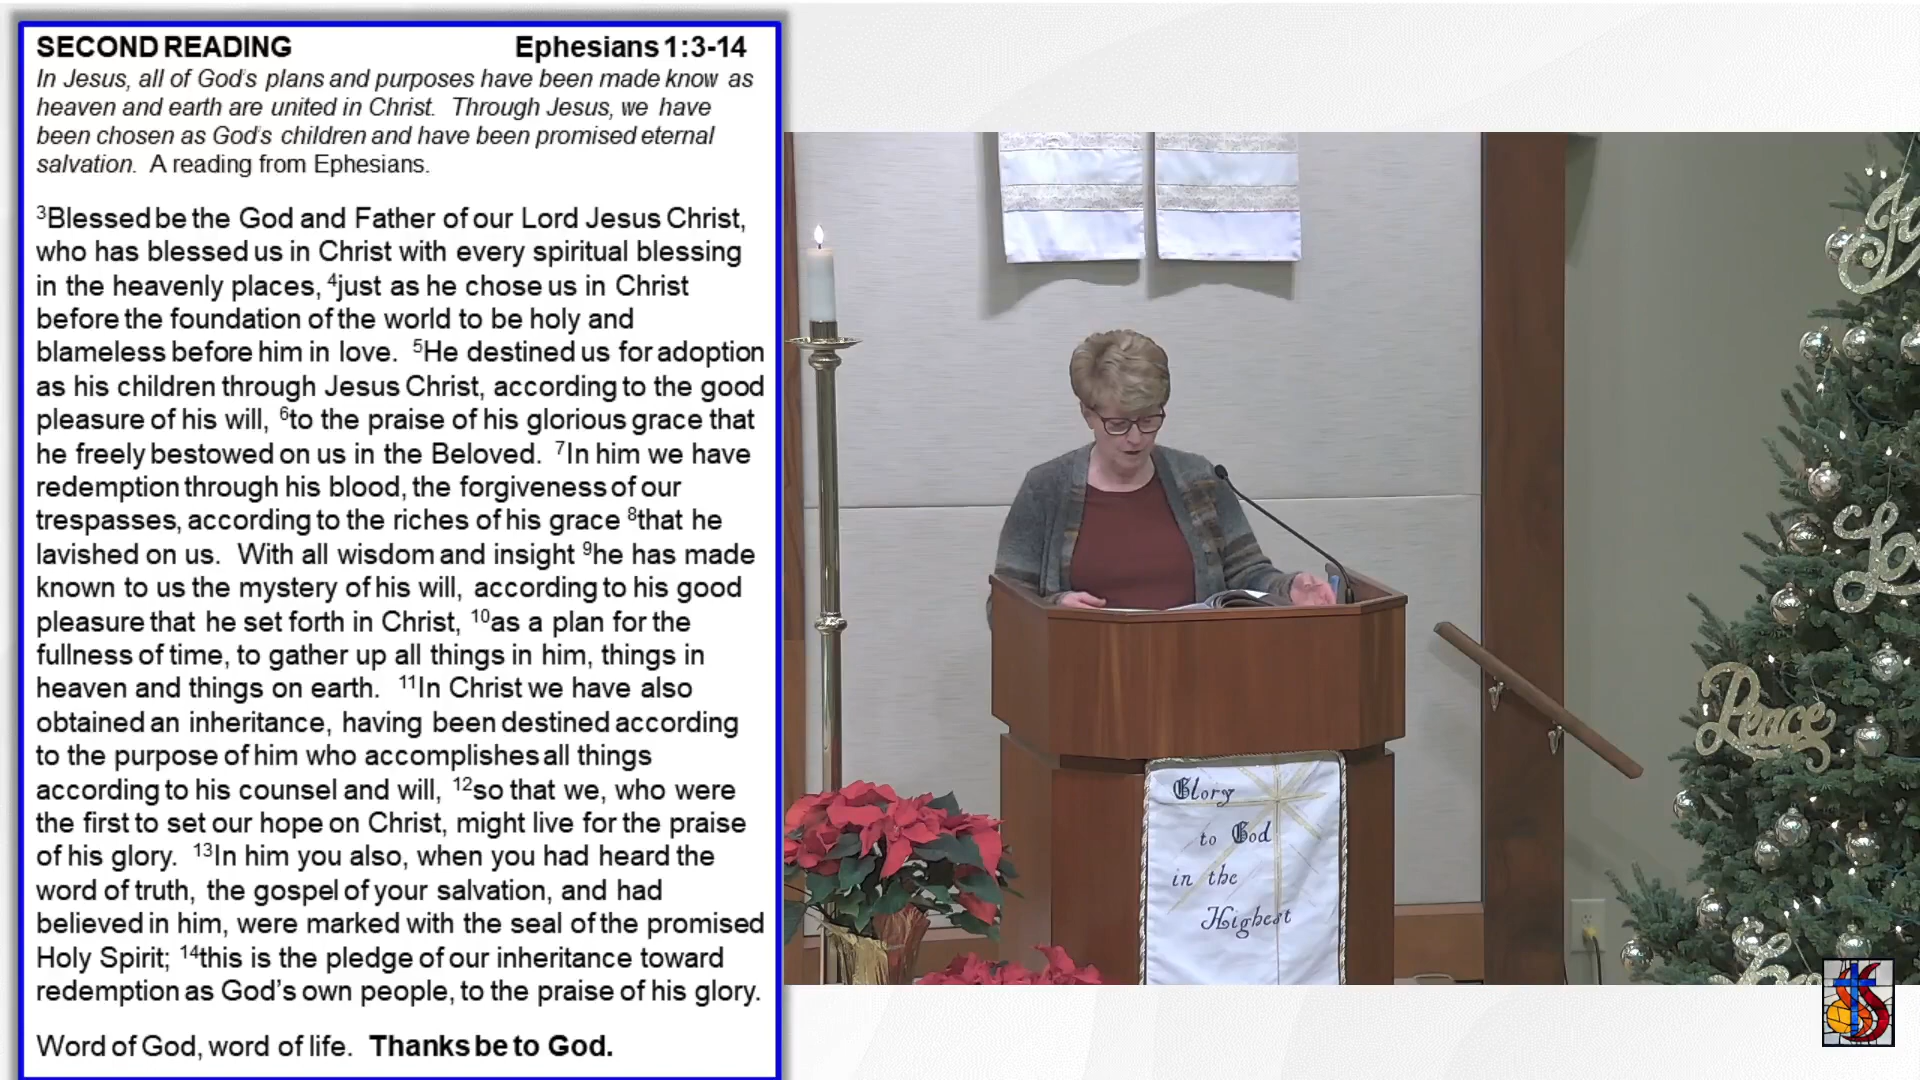 SECOND READING Ephesians 1:3-14
In Jesus, all of God's plans and purposes have been made know as
heaven and earth are united in Christ. Through Jesus, we have
been chosen as God's children and have been promised eternal
salvation. A reading from Ephesians.
³Blessed be the God and Father of our Lord Jesus Christ,
who has blessed us in Christ with every spiritual blessing
in the heavenly places, ⁴just as he chose us in Christ
before the foundation of the world to be holy and
blameless before him in love. ⁵He destined us for adoption
as his children through Jesus Christ, according to the good
pleasure of his will, ⁶to the praise of his glorious grace that
he freely bestowed on us in the Beloved. ⁷In him we have
redemption through his blood, the forgiveness of our
trespasses, according to the riches of his grace ⁸that he
lavished on us. With all wisdom and insight ⁹he has made
known to us the mystery of his will, according to his good
pleasure that he set forth in Christ, ¹⁰as a plan for the
fullness of time, to gather up all things in him, things in
heaven and things on earth. ¹¹In Christ we have also
obtained an inheritance, having been destined according
to the purpose of him who accomplishes all things
according to his counsel and will, ¹²so that we, who were
the first to set our hope on Christ, might live for the praise
of his glory. ¹³In him you also, when you had heard the
word of truth, the gospel of your salvation, and had
believed in him, were marked with the seal of the promised
Holy Spirit; ¹⁴this is the pledge of our inheritance toward
redemption as God's own people, to the praise of his glory.
Word of God, word of life. Thanks be to God.
Glory
to God
in the
Highest
Peace